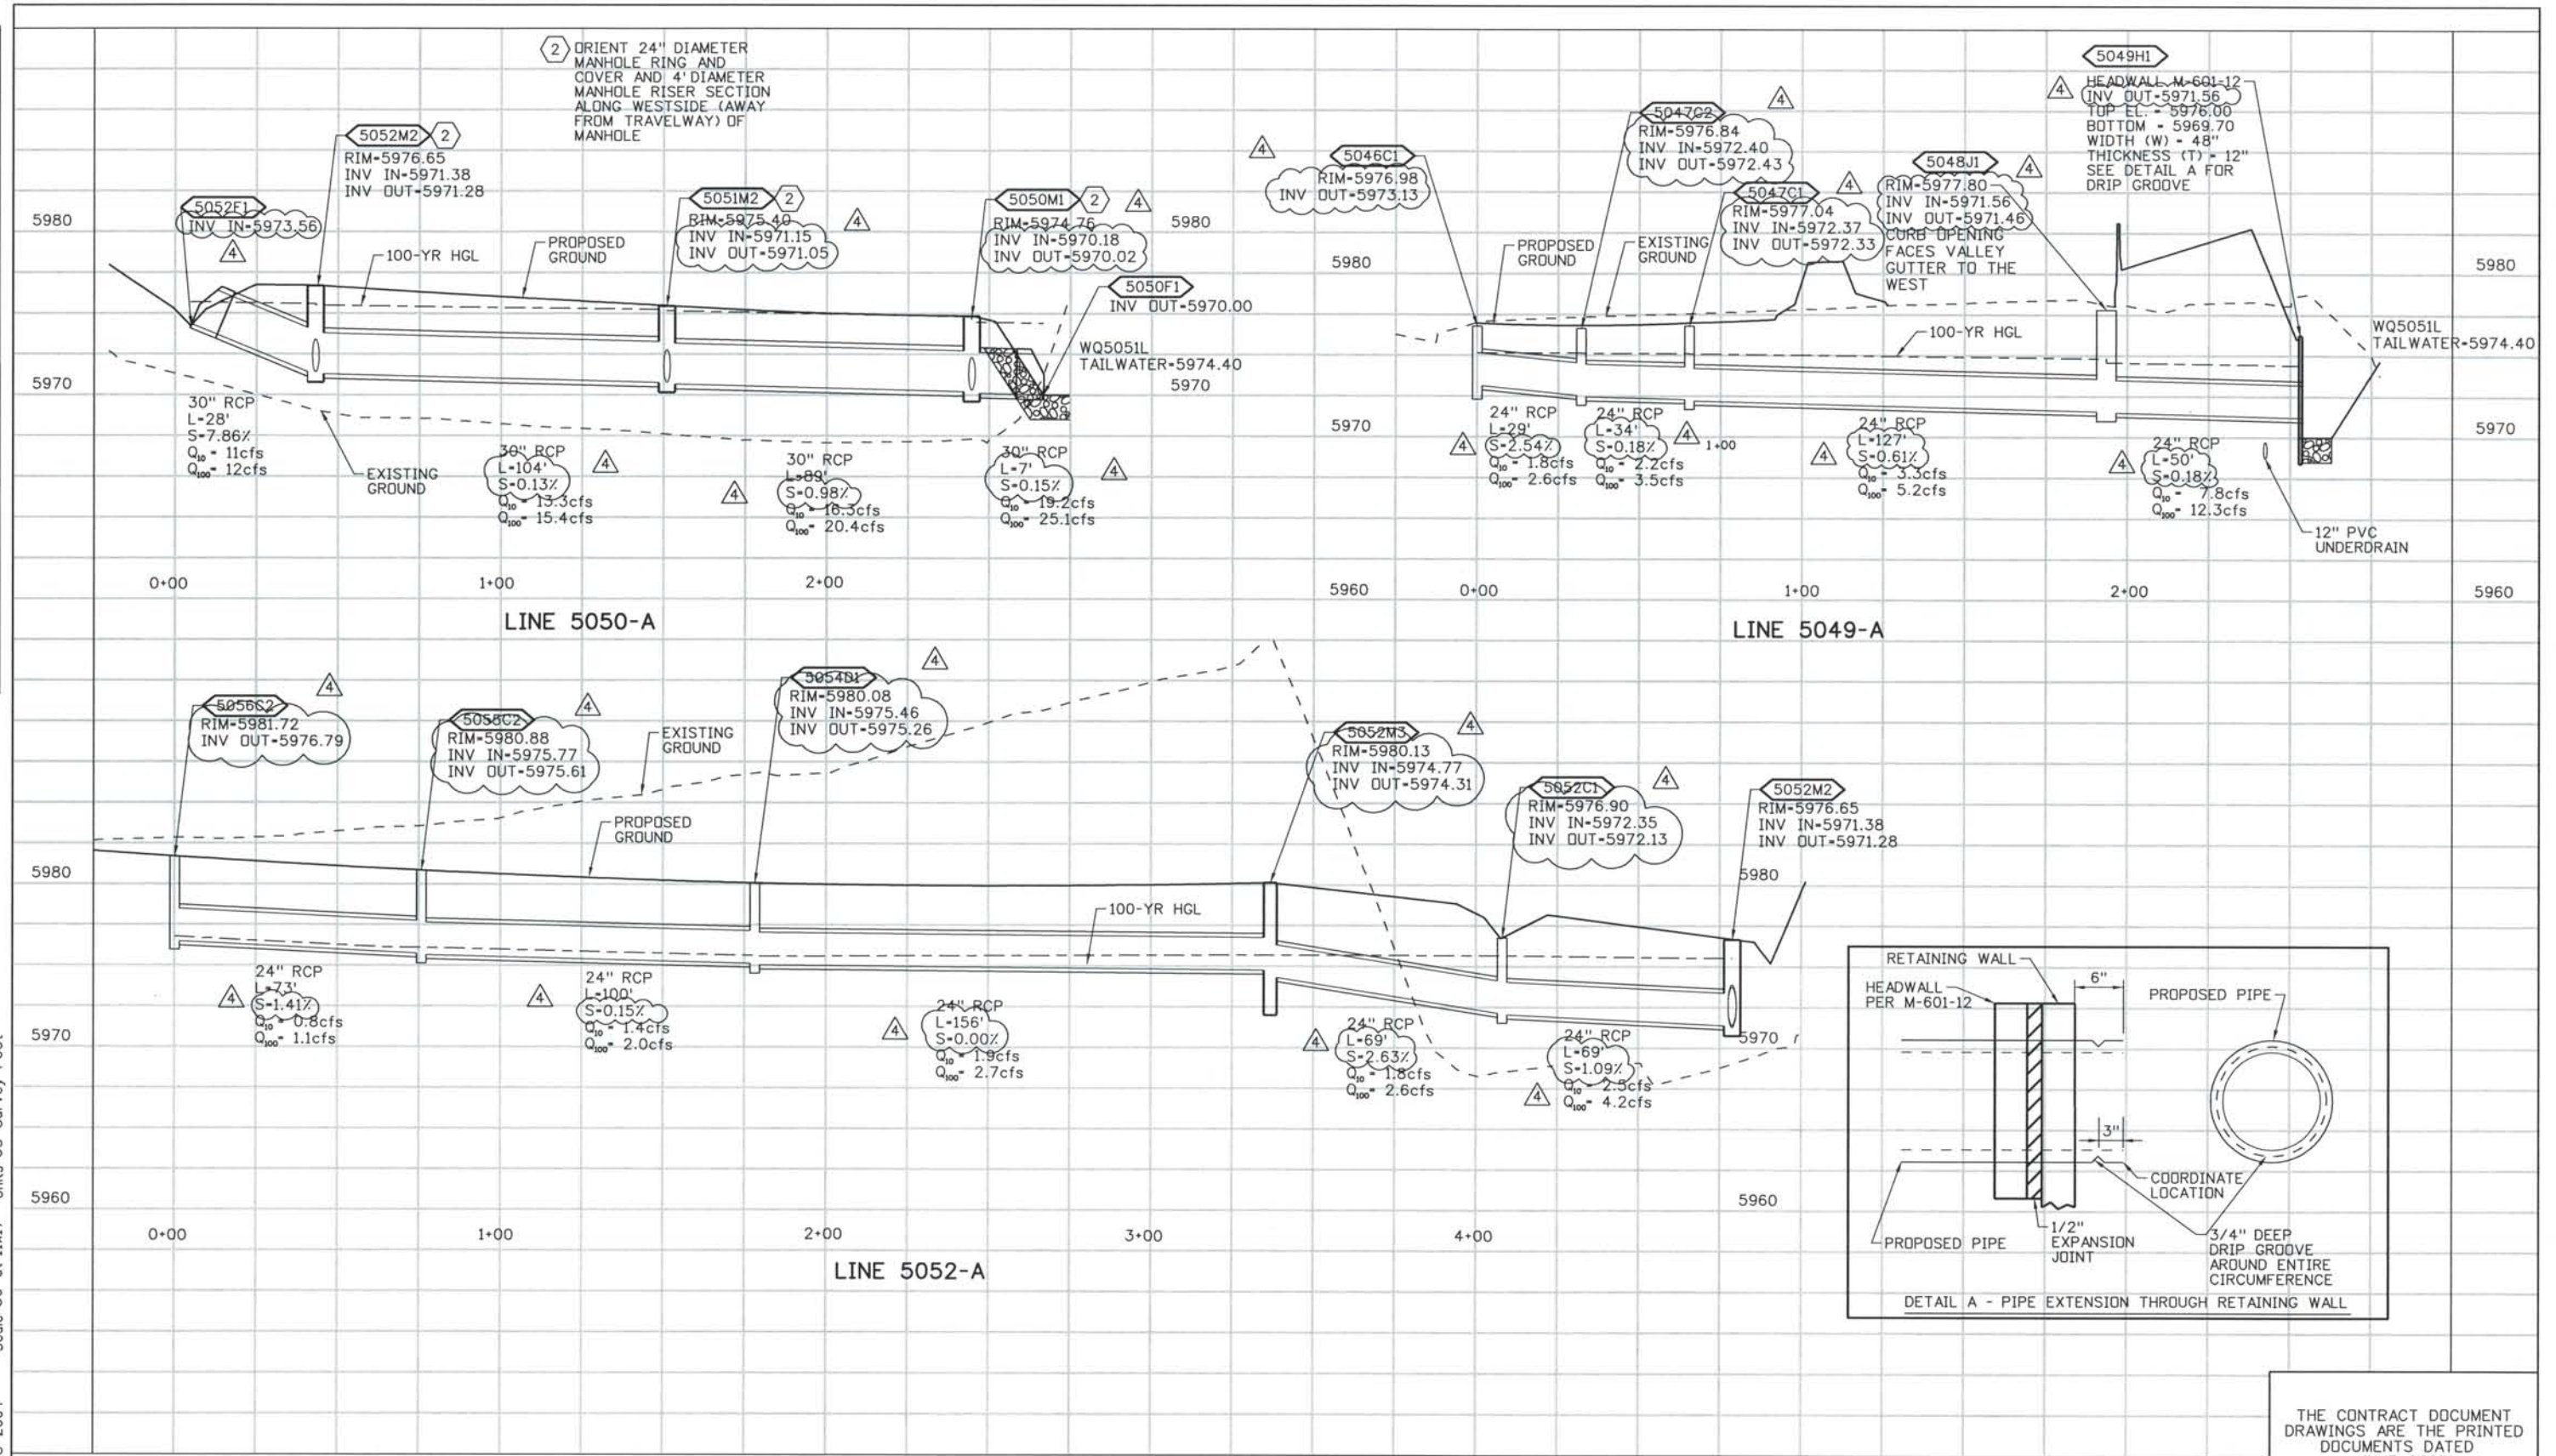 2 ORIENT 24" DIAMETER
MANHOLE RING AND
COVER AND 4' DIAMETER
MANHOLE RISER SECTION
ALONG WESTSIDE (AWAY
FROM TRAVELWAY) OF
MANHOLE
5052M2 2
RIM=5976.65
INV IN=5971.38
INV OUT=5971.28
5052F1
INV IN=5973.56
4
100-YR HGL
PROPOSED
GROUND
5051M2 2
RIM=5975.40
INV IN=5971.15
INV OUT=5971.05
4
5050M1 2
4
RIM=5974.76
INV IN=5970.18
INV OUT=5970.02
5050F1
INV OUT=5970.00
WQ5051L
TAILWATER=5974.40
5980
5980
5970
5970
30" RCP
L=28'
S=7.86%
Q10= 11cfs
Q100= 12cfs
EXISTING
GROUND
30" RCP
L=104'
S=0.13%
Q10= 13.3cfs
Q100= 15.4cfs
4
4
30" RCP
L=89'
S=0.98%
Q10= 16.3cfs
Q100= 20.4cfs
30" RCP
L=7'
S=0.15%
Q10= 19.2cfs
Q100= 25.1cfs
4
0+00
1+00
2+00
LINE 5050-A
4
5046C1
RIM=5976.98
INV OUT=5973.13
5047C2
4
RIM=5976.84
INV IN=5972.40
INV OUT=5972.43
5047C1
4
RIM=5977.04
INV IN=5972.37
INV OUT=5972.33
5048J1
4
RIM=5977.80
INV IN=5971.56
INV OUT=5971.46
CURB OPENING
FACES VALLEY
GUTTER TO THE
WEST
5049H1
4
HEADWALL M-601-12
INV OUT=5971.56
TOP EL. = 5976.00
BOTTOM = 5969.70
WIDTH (W) = 48"
THICKNESS (T) = 12"
SEE DETAIL A FOR
DRIP GROOVE
PROPOSED
GROUND
EXISTING
GROUND
100-YR HGL
WQ5051L
TAILWATER=5974.40
5980
5980
5970
5970
5960
5960
4
24" RCP
L=29'
S=2.54%
Q10= 1.8cfs
Q100= 2.6cfs
24" RCP
L=34'
S=0.18%
Q10= 2.2cfs
Q100= 3.5cfs
4
1+00
4
24" RCP
L=127'
S=0.61%
Q10= 3.3cfs
Q100= 5.2cfs
4
24" RCP
L=50'
S=0.18%
Q10= 7.8cfs
Q100= 12.3cfs
12" PVC
UNDERDRAIN
0+00
1+00
2+00
LINE 5049-A
5056C2
4
RIM=5981.72
INV OUT=5976.79
4
RIM=5980.88
INV IN=5975.77
INV OUT=5975.61
5054D1
4
RIM=5980.08
INV IN=5975.46
INV OUT=5975.26
EXISTING
GROUND
PROPOSED
GROUND
5052M3
4
RIM=5980.13
INV IN=5974.77
INV OUT=5974.31
5052C1
4
RIM=5976.90
INV IN=5972.35
INV OUT=5972.13
5052M2
RIM=5976.65
INV IN=5971.38
INV OUT=5971.28
100-YR HGL
5980
5980
5970
5970
5960
5960
4
24" RCP
L=73'
S=1.41%
Q10= 0.8cfs
Q100= 1.1cfs
4
24" RCP
L=100'
S=0.15%
Q10= 1.4cfs
Q100= 2.0cfs
4
24" RCP
L=156'
S=0.00%
Q10= 1.9cfs
Q100= 2.7cfs
4
24" RCP
L=69'
S=2.63%
Q10= 1.8cfs
Q100= 2.6cfs
4
24" RCP
L=69'
S=1.09%
Q10= 2.5cfs
Q100= 4.2cfs
0+00
1+00
2+00
3+00
4+00
LINE 5052-A
RETAINING WALL
HEADWALL
PER M-601-12
6"
PROPOSED PIPE
3"
COORDINATE
LOCATION
PROPOSED PIPE
1/2"
EXPANSION
JOINT
3/4" DEEP
DRIP GROOVE
AROUND ENTIRE
CIRCUMFERENCE
DETAIL A - PIPE EXTENSION THROUGH RETAINING WALL
THE CONTRACT DOCUMENT
DRAWINGS ARE THE PRINTED
DOCUMENTS DATED